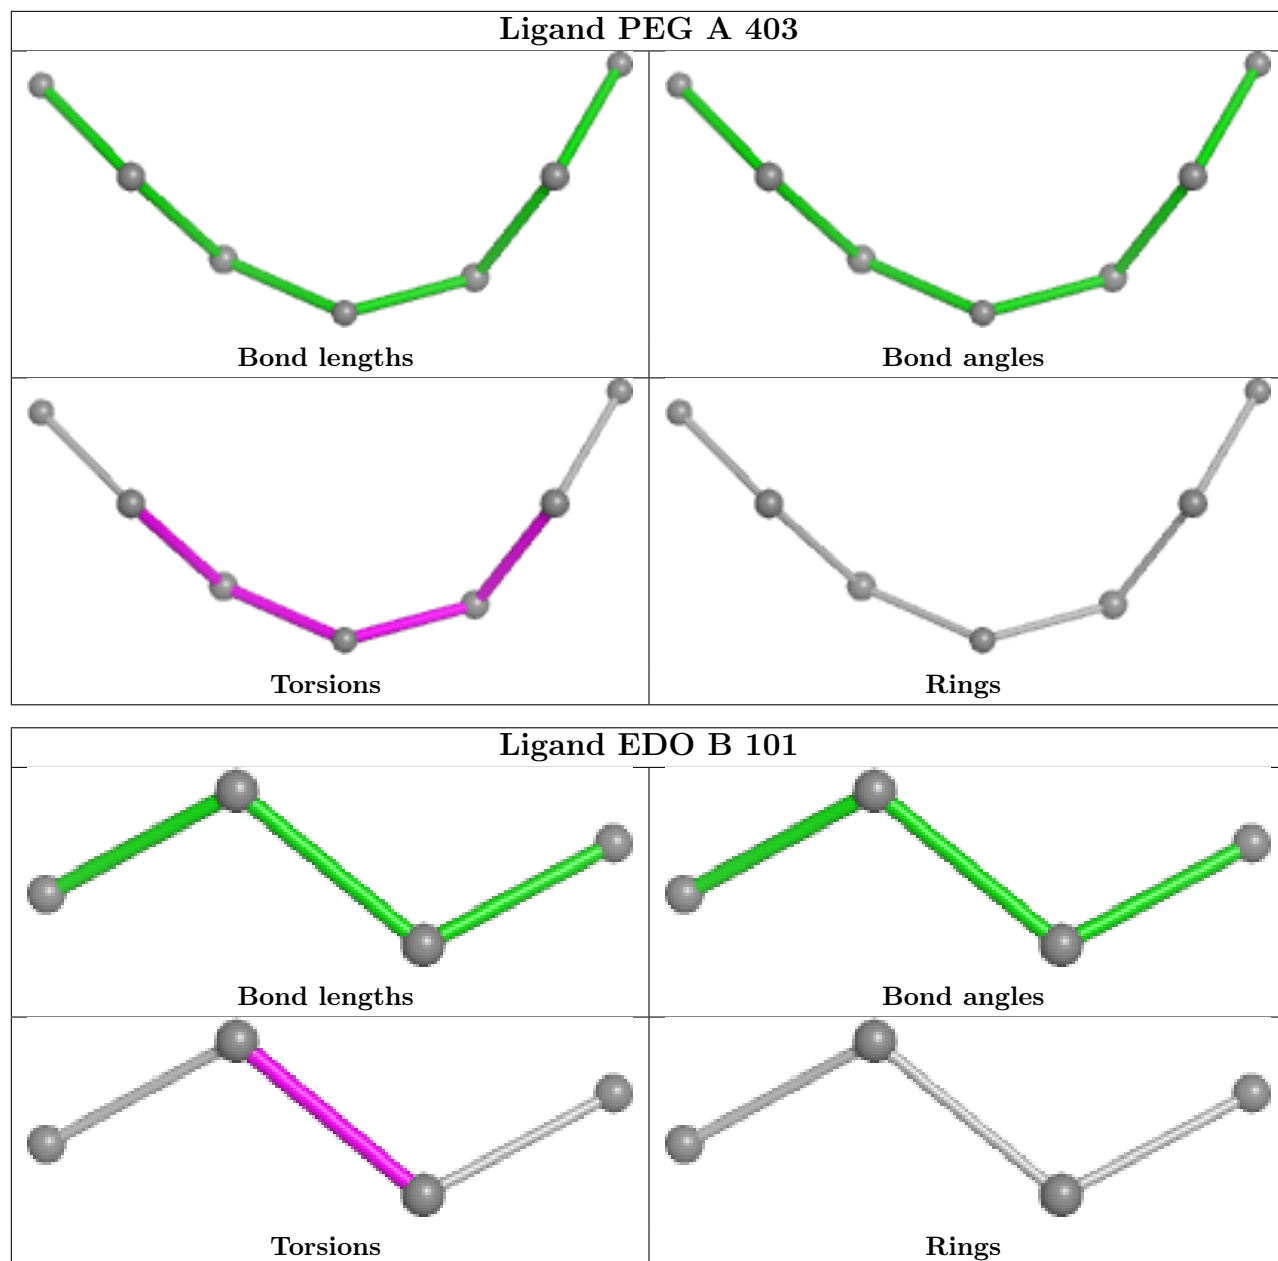 Ligand PEG A 403
Bond lengths
Bond angles
Torsions
Rings
Ligand EDO B 101
Bond lengths
Bond angles
Torsions
Rings